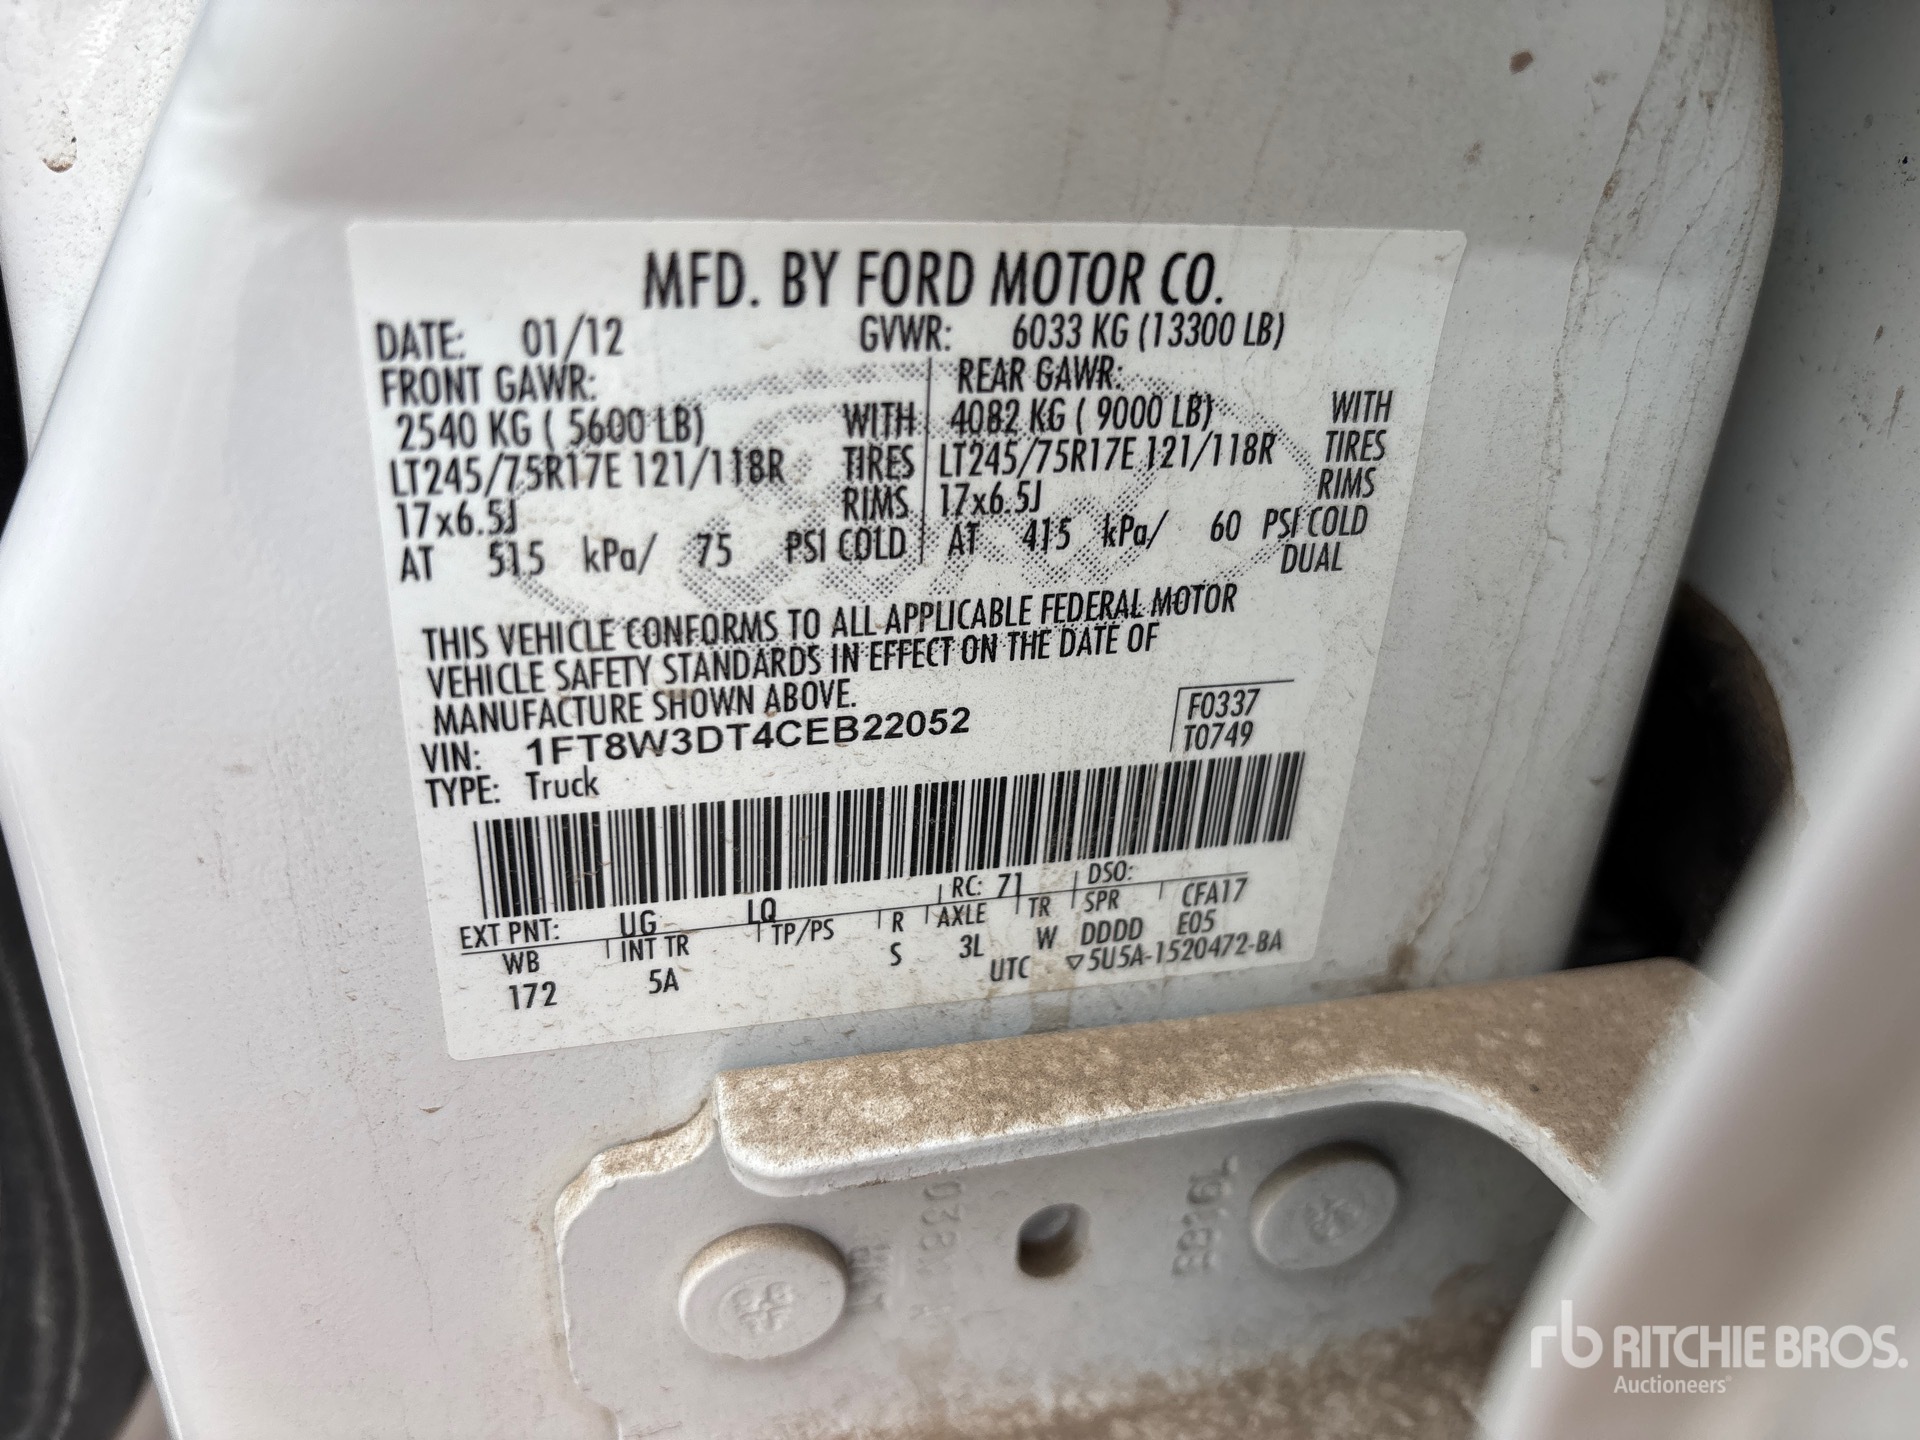 MFD. BY FORD MOTOR CO.
DATE: 01/12 GVWR: 6033 KG (13300 LB)
FRONT GAWR: REAR GAWR:
2540 KG ( 5600 LB) WITH 4082 KG ( 9000 LB) WITH
LT245/75R17E 121/118R TIRES LT245/75R17E 121/118R TIRES
17x6.5J RIMS 17x6.5J RIMS
AT 515 kPa/ 75 PSI COLD AT 415 kPa/ 60 PSI COLD
DUAL
THIS VEHICLE CONFORMS TO ALL APPLICABLE FEDERAL MOTOR
VEHICLE SAFETY STANDARDS IN EFFECT ON THE DATE OF
MANUFACTURE SHOWN ABOVE.
VIN: 1FT8W3DT4CEB22052
F0337
T0749
TYPE: Truck
EXT PNT: UG LQ RC: 71 DSO:
WB INT TR TP/PS R AXLE TR SPR CFA17
172 5A S 3L W DDDD E05
UTC ▽5U5A-1520472-BA
rb RITCHIE BROS.
Auctioneers